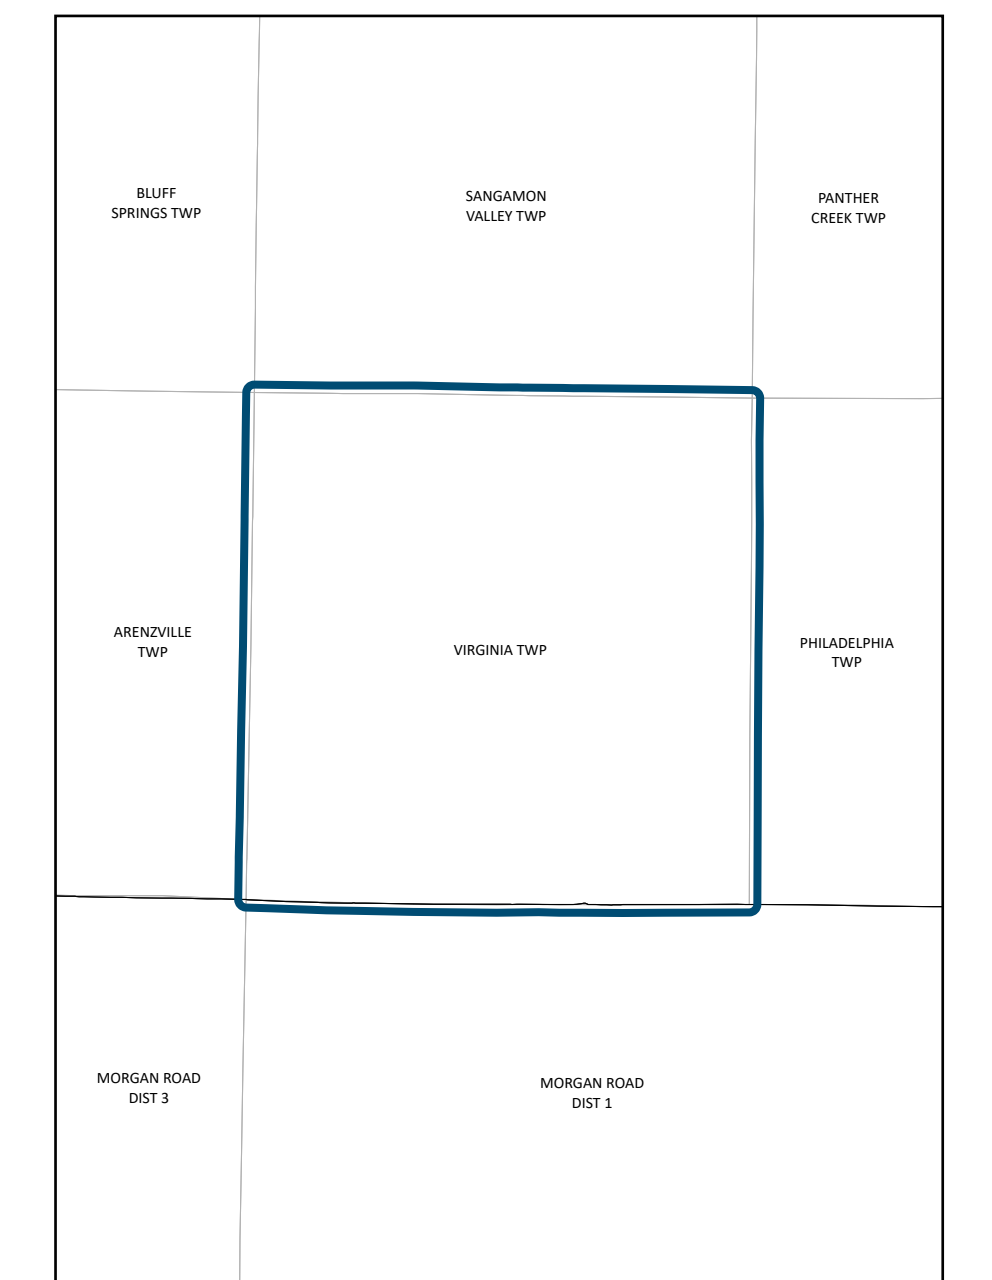 BLUFF
SPRINGS TWP
SANGAMON
VALLEY TWP
PANTHER
CREEK TWP
ARENZVILLE
TWP
VIRGINIA TWP
PHILADELPHIA
TWP
MORGAN ROAD
DIST 3
MORGAN ROAD
DIST 1